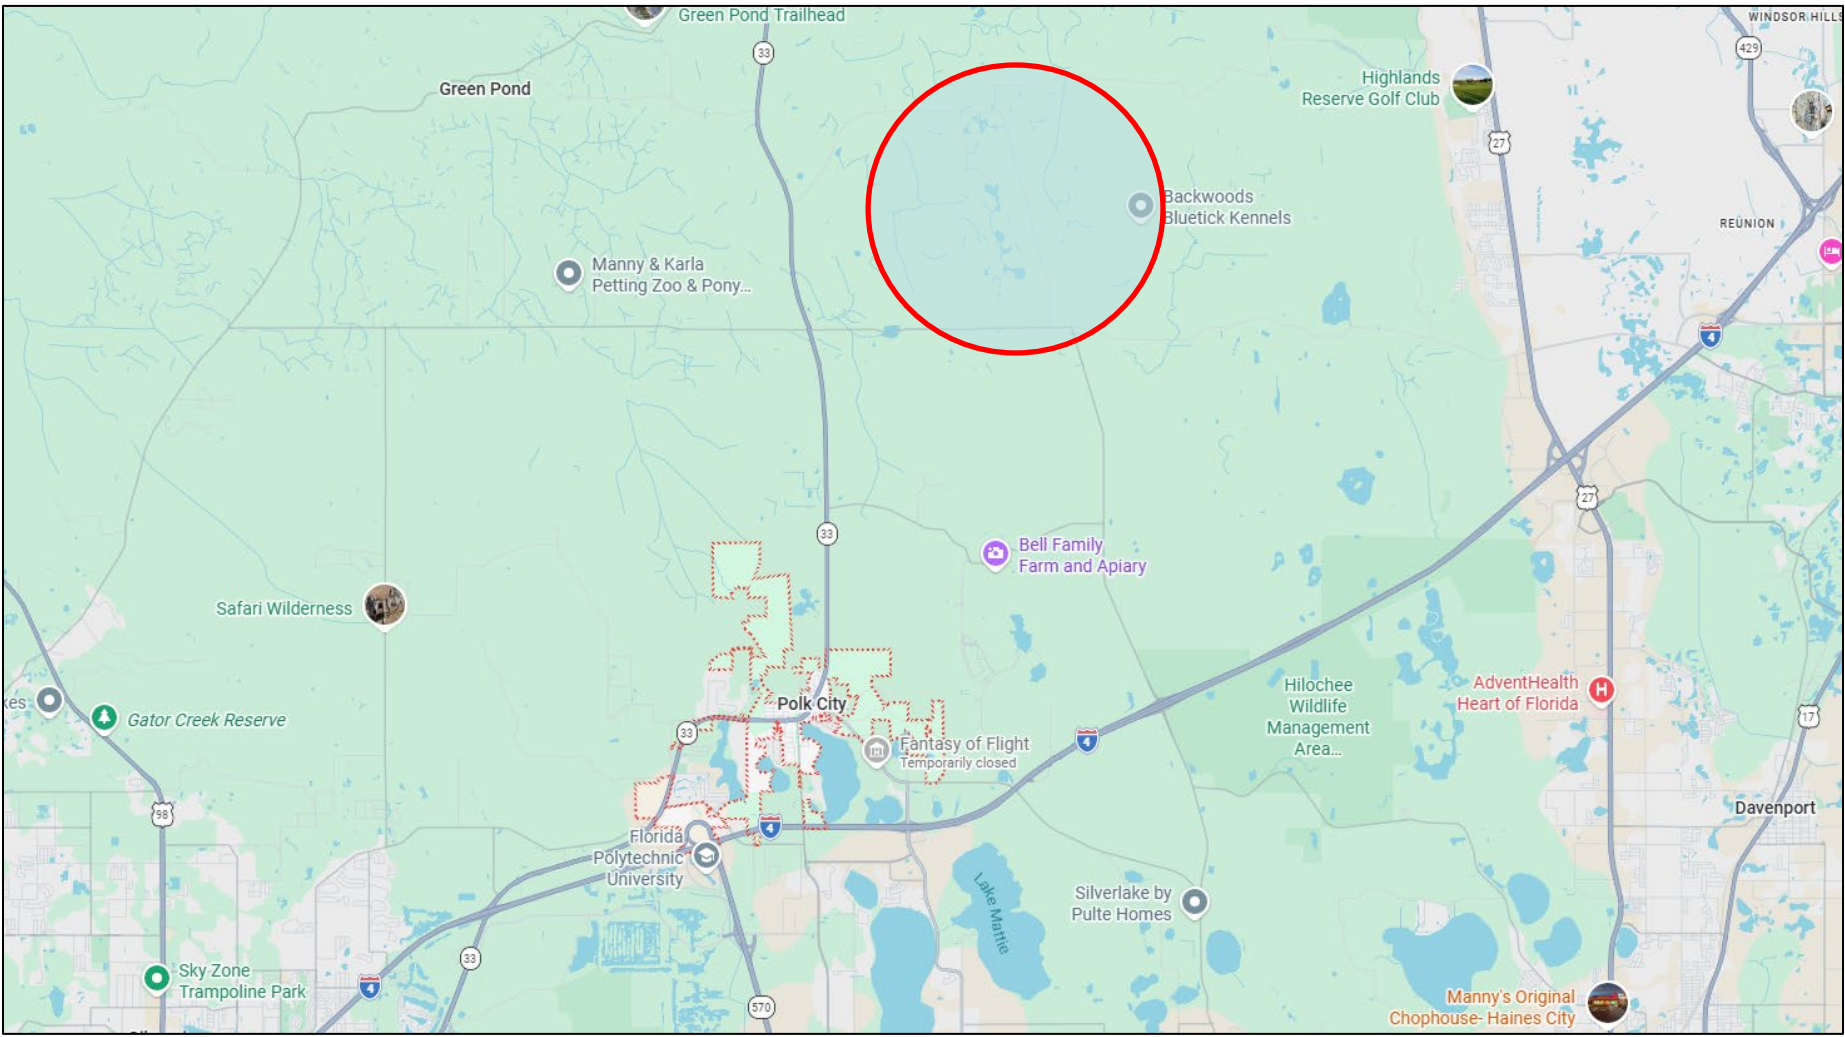 Green Pond Trailhead
WINDSOR HILLS
33
429
Green Pond
Highlands
Reserve Golf Club
27
Backwoods
Bluetick Kennels
REUNION
Manny & Karla
Petting Zoo & Pony...
4
27
33
Bell Family
Farm and Apiary
Safari Wilderness
Hilochee
Wildlife
Management
Area...
AdventHealth
Heart of Florida
H
kes
Gator Creek Reserve
Polk City
17
33
4
Fantasy of Flight
Temporarily closed
98
Davenport
4
Florida
Polytechnic
University
Lake Mattie
Silverlake by
Pulte Homes
33
Sky Zone
Trampoline Park
4
570
Manny's Original
Chophouse- Haines City